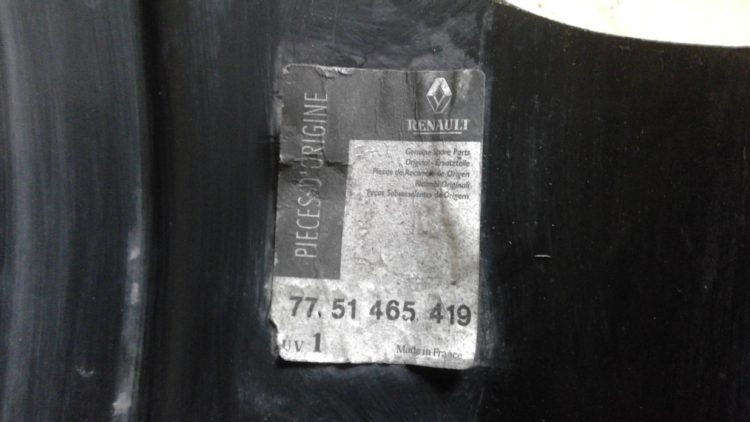 PIECES D'ORIGINE
RENAULT
Genuine Spare Parts
Original - Ersatzteile
Piezas de Recambio de Origen
Ricambi Originali
Peças Sobressalentes de Origem
77. 51 465 419
UV 1
Made in France